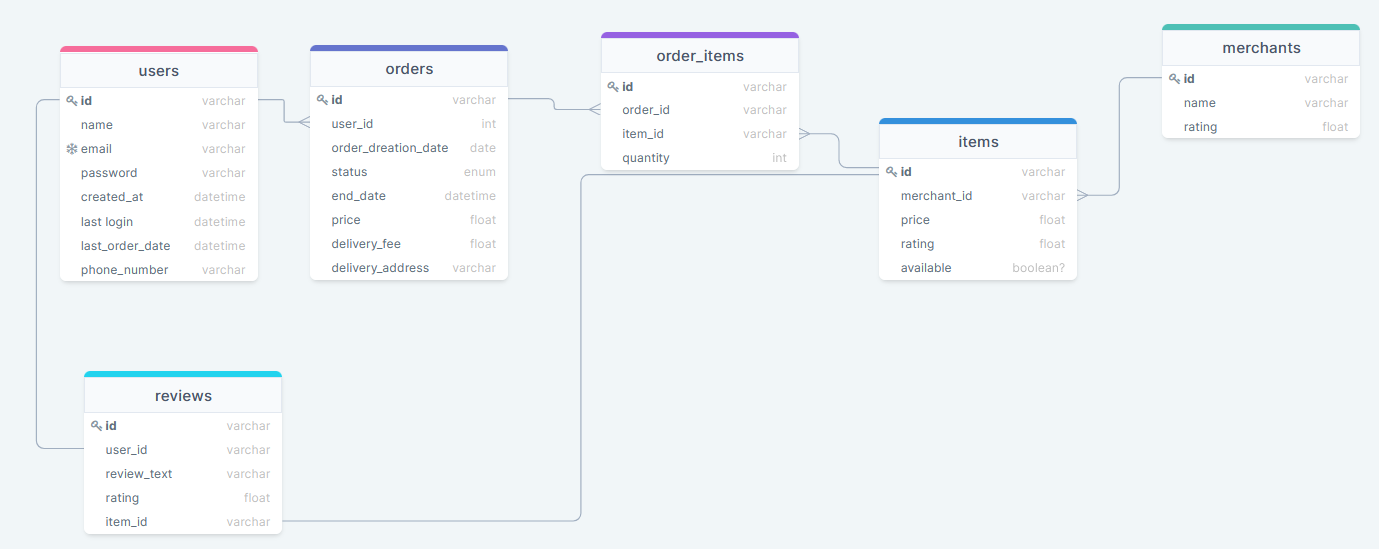 users
id varchar
name varchar
email varchar
password varchar
created_at datetime
last login datetime
last_order_date datetime
phone_number varchar
orders
id varchar
user_id int
order_dreation_date date
status enum
end_date datetime
price float
delivery_fee float
delivery_address varchar
order_items
id varchar
order_id varchar
item_id varchar
quantity int
items
id varchar
merchant_id varchar
price float
rating float
available boolean?
merchants
id varchar
name varchar
rating float
reviews
id varchar
user_id varchar
review_text varchar
rating float
item_id varchar